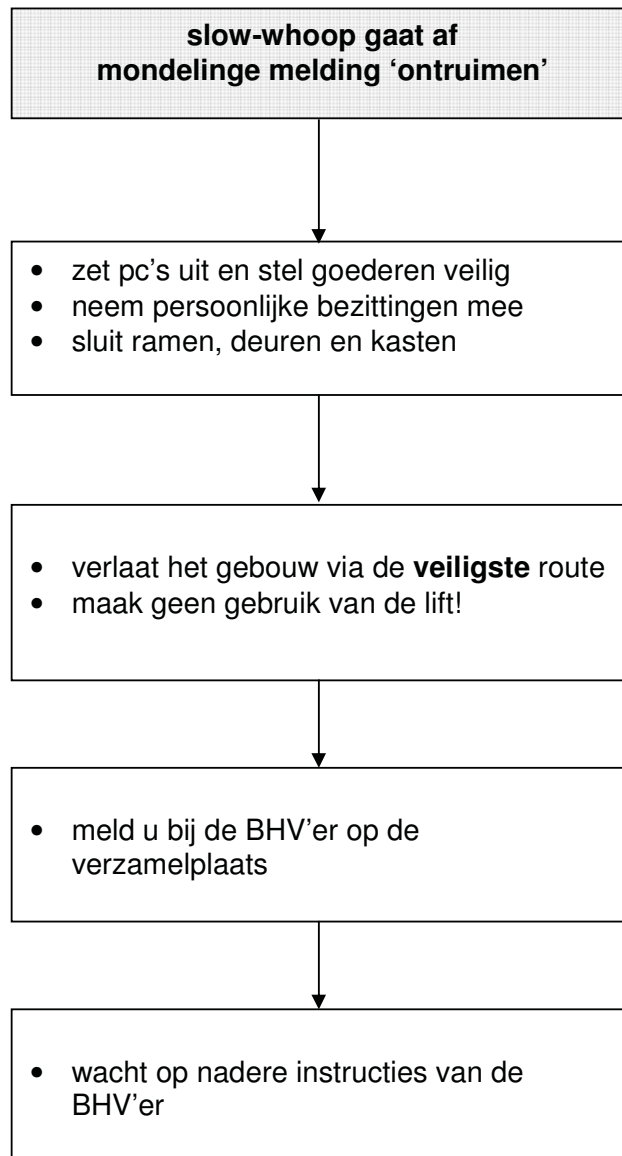 slow-whoop gaat af
mondelinge melding ‘ontruimen’
• zet pc’s uit en stel goederen veilig
• neem persoonlijke bezittingen mee
• sluit ramen, deuren en kasten
• verlaat het gebouw via de veiligste route
• maak geen gebruik van de lift!
• meld u bij de BHV’er op de
verzamelplaats
• wacht op nadere instructies van de
BHV’er